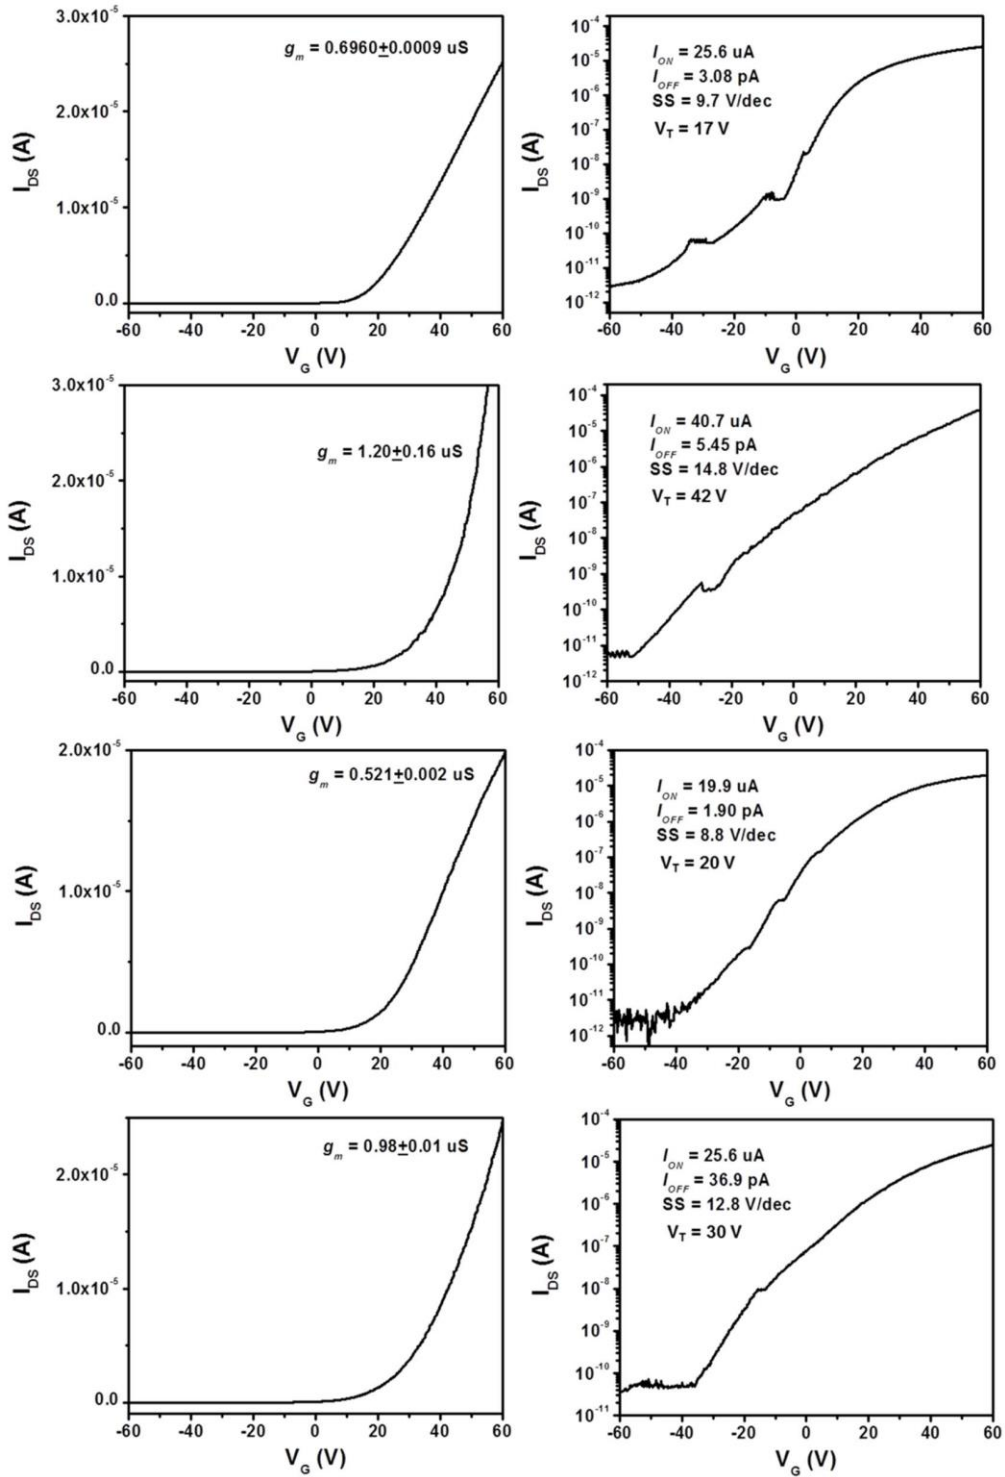 3.0x10⁻⁵
2.0x10⁻⁵
1.0x10⁻⁵
0.0
I_DS (A)
g_m = 0.6960±0.0009 uS
-60 -40 -20 0 20 40 60
V_G (V)
10⁻⁴
10⁻⁵
10⁻⁶
10⁻⁷
10⁻⁸
10⁻⁹
10⁻¹⁰
10⁻¹¹
10⁻¹²
I_DS (A)
I_ON = 25.6 uA
I_OFF = 3.08 pA
SS = 9.7 V/dec
V_T = 17 V
-60 -40 -20 0 20 40 60
V_G (V)
3.0x10⁻⁵
2.0x10⁻⁵
1.0x10⁻⁵
0.0
I_DS (A)
g_m = 1.20±0.16 uS
-60 -40 -20 0 20 40 60
V_G (V)
10⁻⁴
10⁻⁵
10⁻⁶
10⁻⁷
10⁻⁸
10⁻⁹
10⁻¹⁰
10⁻¹¹
10⁻¹²
I_DS (A)
I_ON = 40.7 uA
I_OFF = 5.45 pA
SS = 14.8 V/dec
V_T = 42 V
-60 -40 -20 0 20 40 60
V_G (V)
2.0x10⁻⁵
1.0x10⁻⁵
0.0
I_DS (A)
g_m = 0.521±0.002 uS
-60 -40 -20 0 20 40 60
V_G (V)
10⁻⁴
10⁻⁵
10⁻⁶
10⁻⁷
10⁻⁸
10⁻⁹
10⁻¹⁰
10⁻¹¹
10⁻¹²
I_DS (A)
I_ON = 19.9 uA
I_OFF = 1.90 pA
SS = 8.8 V/dec
V_T = 20 V
-60 -40 -20 0 20 40 60
V_G (V)
2.0x10⁻⁵
1.0x10⁻⁵
0.0
I_DS (A)
g_m = 0.98±0.01 uS
-60 -40 -20 0 20 40 60
V_G (V)
10⁻⁴
10⁻⁵
10⁻⁶
10⁻⁷
10⁻⁸
10⁻⁹
10⁻¹⁰
10⁻¹¹
I_DS (A)
I_ON = 25.6 uA
I_OFF = 36.9 pA
SS = 12.8 V/dec
V_T = 30 V
-60 -40 -20 0 20 40 60
V_G (V)